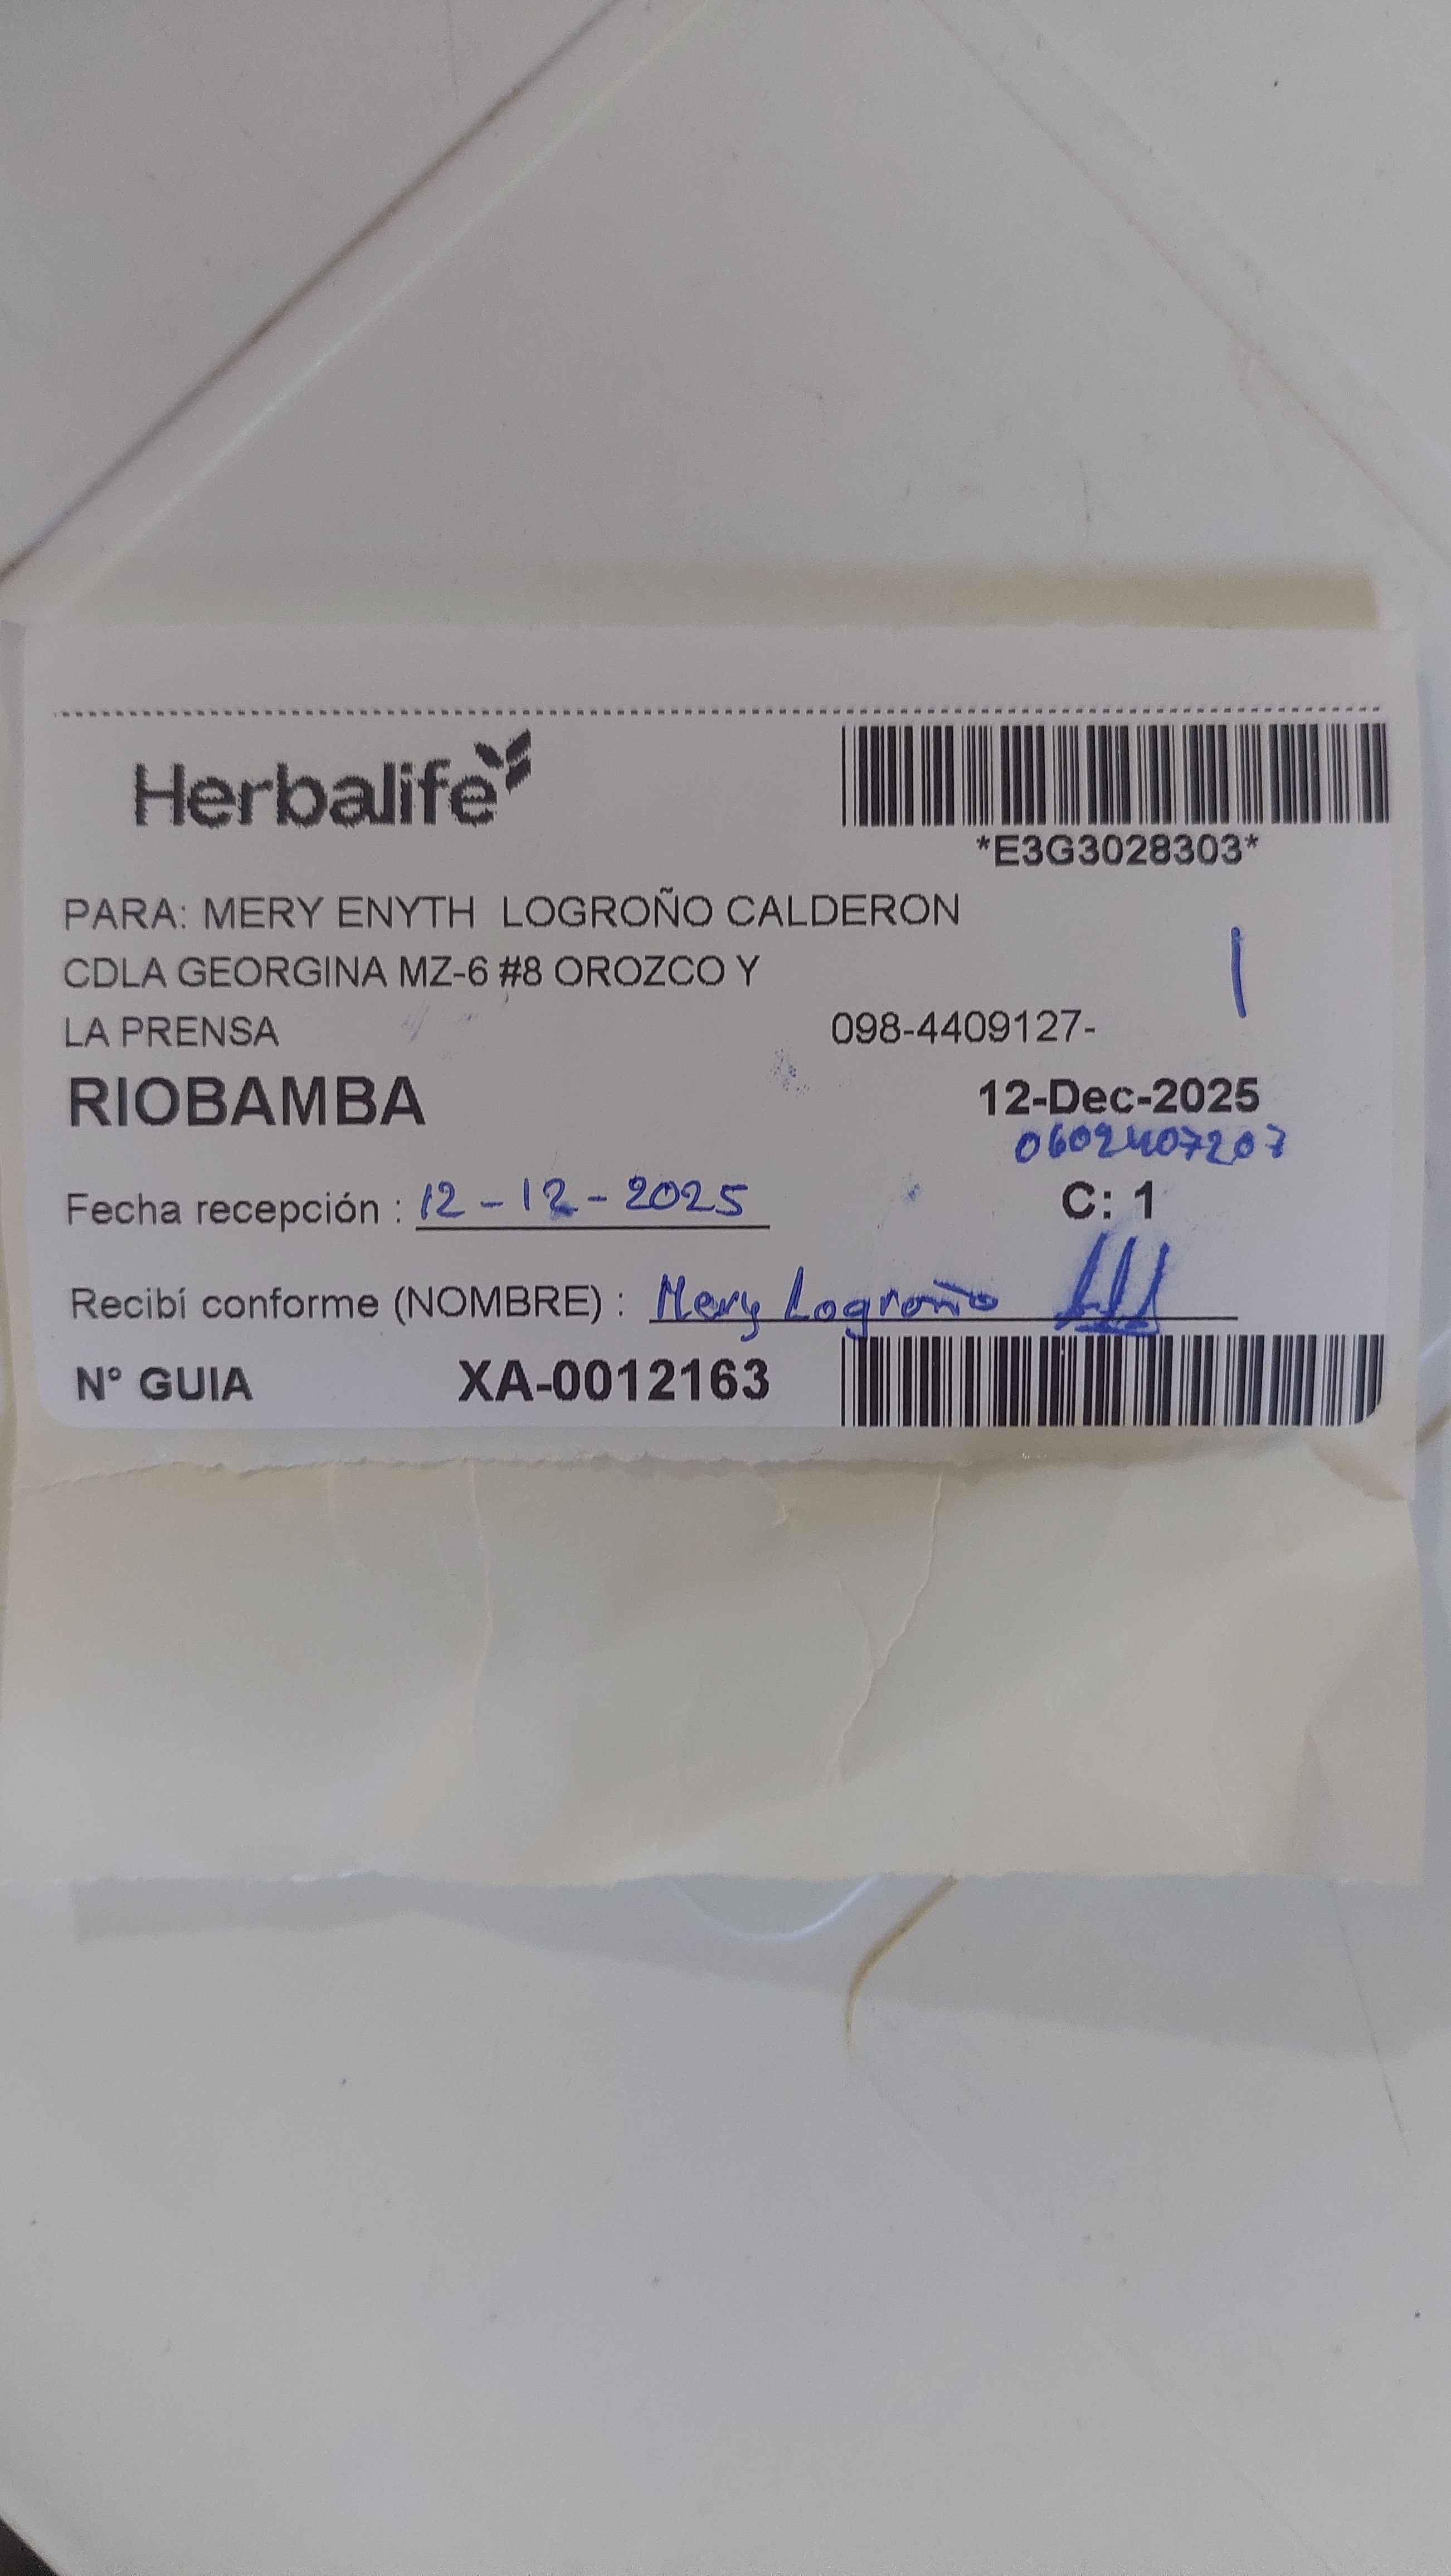 Herbalife
*E3G3028303*
PARA: MERY ENYTH LOGROÑO CALDERON
CDLA GEORGINA MZ-6 #8 OROZCO Y
LA PRENSA 098-4409127-
RIOBAMBA 12-Dec-2025
0602407207
Fecha recepción : 12-12-2025 C: 1
Recibí conforme (NOMBRE) : Mery Logroño
N° GUIA XA-0012163